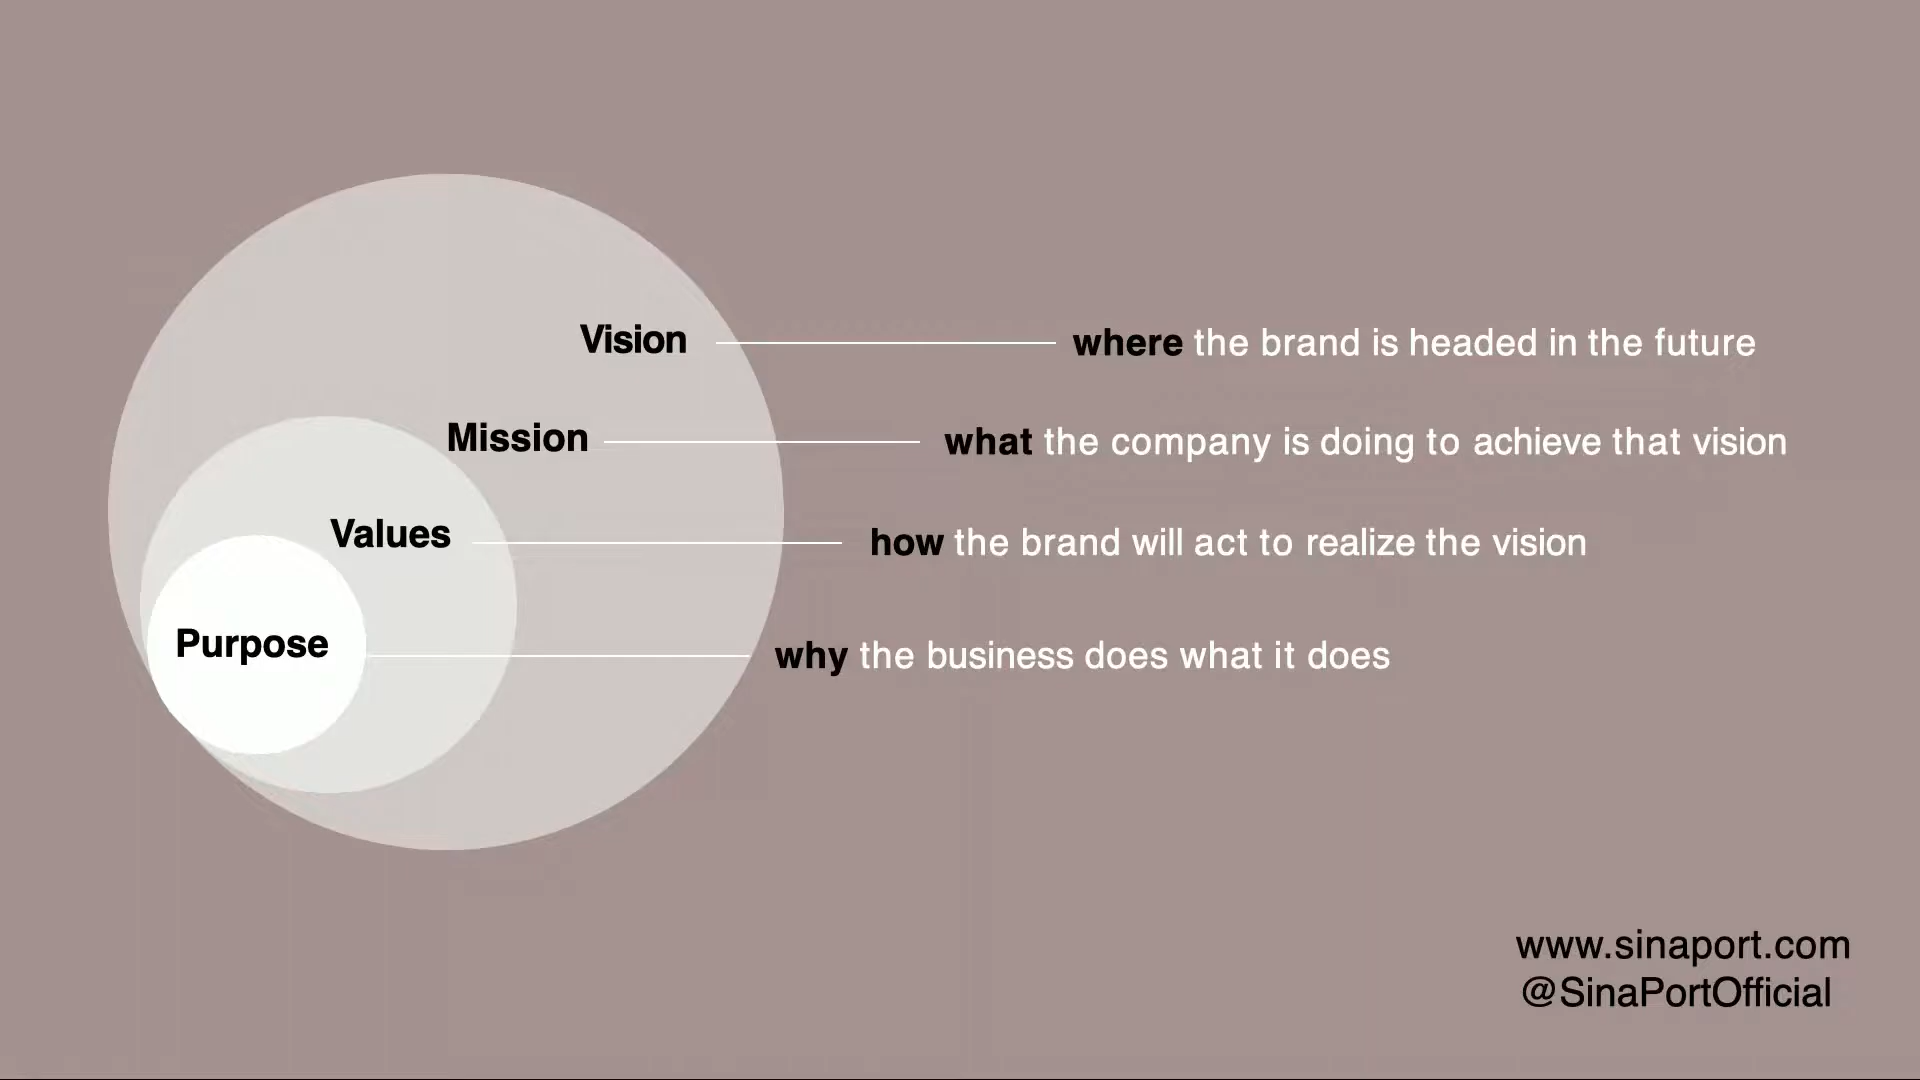 Vision
where the brand is headed in the future
Mission
what the company is doing to achieve that vision
Values
how the brand will act to realize the vision
Purpose
why the business does what it does
www.sinaport.com
@SinaPortOfficial